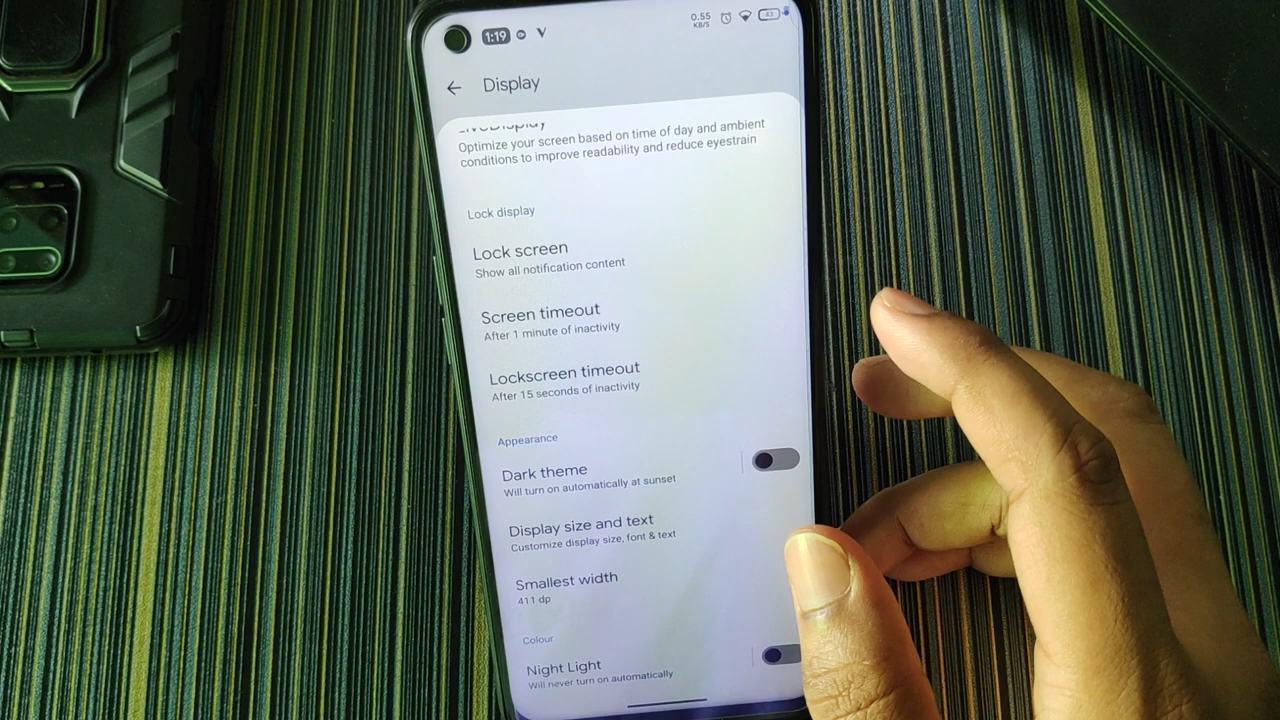 1:19
0.55
KB/S
43
Display
LiveDisplay
Optimize your screen based on time of day and ambient
conditions to improve readability and reduce eyestrain
Lock display
Lock screen
Show all notification content
Screen timeout
After 1 minute of inactivity
Lockscreen timeout
After 15 seconds of inactivity
Appearance
Dark theme
Will turn on automatically at sunset
Display size and text
Customize display size, font & text
Smallest width
411 dp
Colour
Night Light
Will never turn on automatically